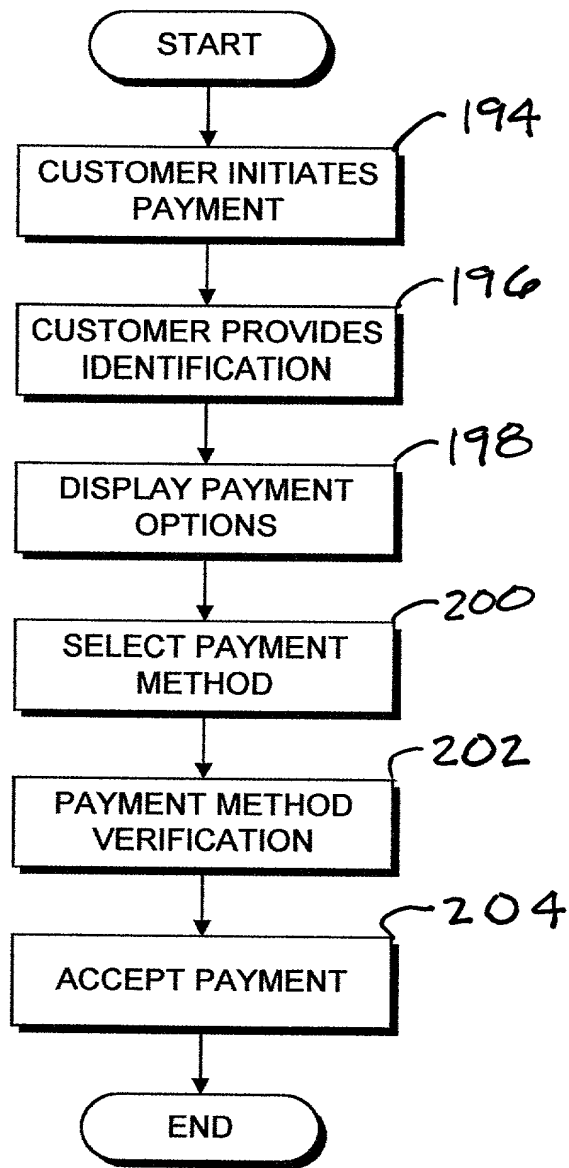 START
194
CUSTOMER INITIATES
PAYMENT
196
CUSTOMER PROVIDES
IDENTIFICATION
198
DISPLAY PAYMENT
OPTIONS
200
SELECT PAYMENT
METHOD
202
PAYMENT METHOD
VERIFICATION
204
ACCEPT PAYMENT
END